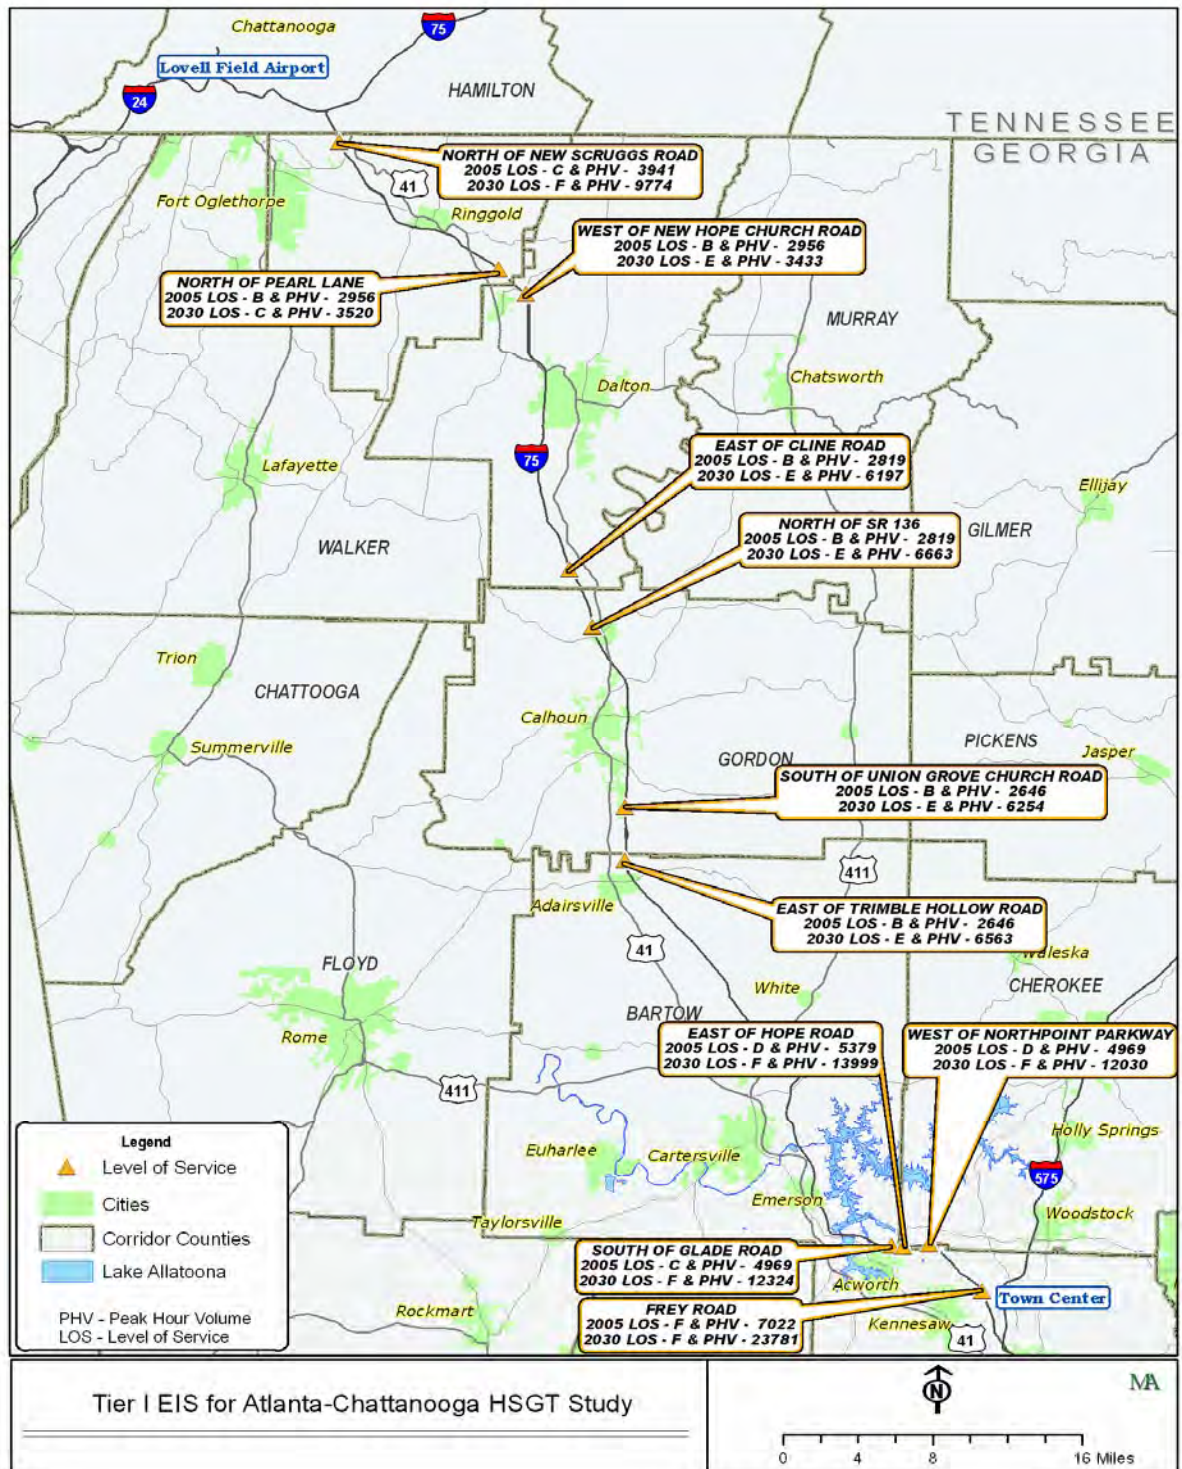 Chattanooga
75
Lovell Field Airport
24
HAMILTON
TENNESSEE
GEORGIA
NORTH OF NEW SCRUGGS ROAD
2005 LOS - C & PHV - 3941
2030 LOS - F & PHV - 9774
41
Fort Oglethorpe
Ringgold
WEST OF NEW HOPE CHURCH ROAD
2005 LOS - B & PHV - 2956
2030 LOS - E & PHV - 3433
NORTH OF PEARL LANE
2005 LOS - B & PHV - 2956
2030 LOS - C & PHV - 3520
MURRAY
Dalton
Chatsworth
EAST OF CLINE ROAD
2005 LOS - B & PHV - 2819
2030 LOS - E & PHV - 6197
75
Lafayette
Ellijay
NORTH OF SR 136
2005 LOS - B & PHV - 2819
2030 LOS - E & PHV - 6663
GILMER
WALKER
Trion
CHATTOOGA
Calhoun
Summerville
GORDON
PICKENS
Jasper
SOUTH OF UNION GROVE CHURCH ROAD
2005 LOS - B & PHV - 2646
2030 LOS - E & PHV - 6254
411
Adairsville
EAST OF TRIMBLE HOLLOW ROAD
2005 LOS - B & PHV - 2646
2030 LOS - E & PHV - 6563
41
Waleska
FLOYD
White
CHEROKEE
BARTOW
Rome
EAST OF HOPE ROAD
2005 LOS - D & PHV - 5379
2030 LOS - F & PHV - 13999
WEST OF NORTHPOINT PARKWAY
2005 LOS - D & PHV - 4969
2030 LOS - F & PHV - 12030
411
Holly Springs
Euharlee
Cartersville
575
Emerson
Woodstock
Taylorsville
SOUTH OF GLADE ROAD
2005 LOS - C & PHV - 4969
2030 LOS - F & PHV - 12324
Acworth
Town Center
FREY ROAD
2005 LOS - F & PHV - 7022
2030 LOS - F & PHV - 23781
Rockmart
Kennesaw
41
Legend
Level of Service
Cities
Corridor Counties
Lake Allatoona
PHV - Peak Hour Volume
LOS - Level of Service
Tier I EIS for Atlanta-Chattanooga HSGT Study
N
MA
0 4 8 16 Miles